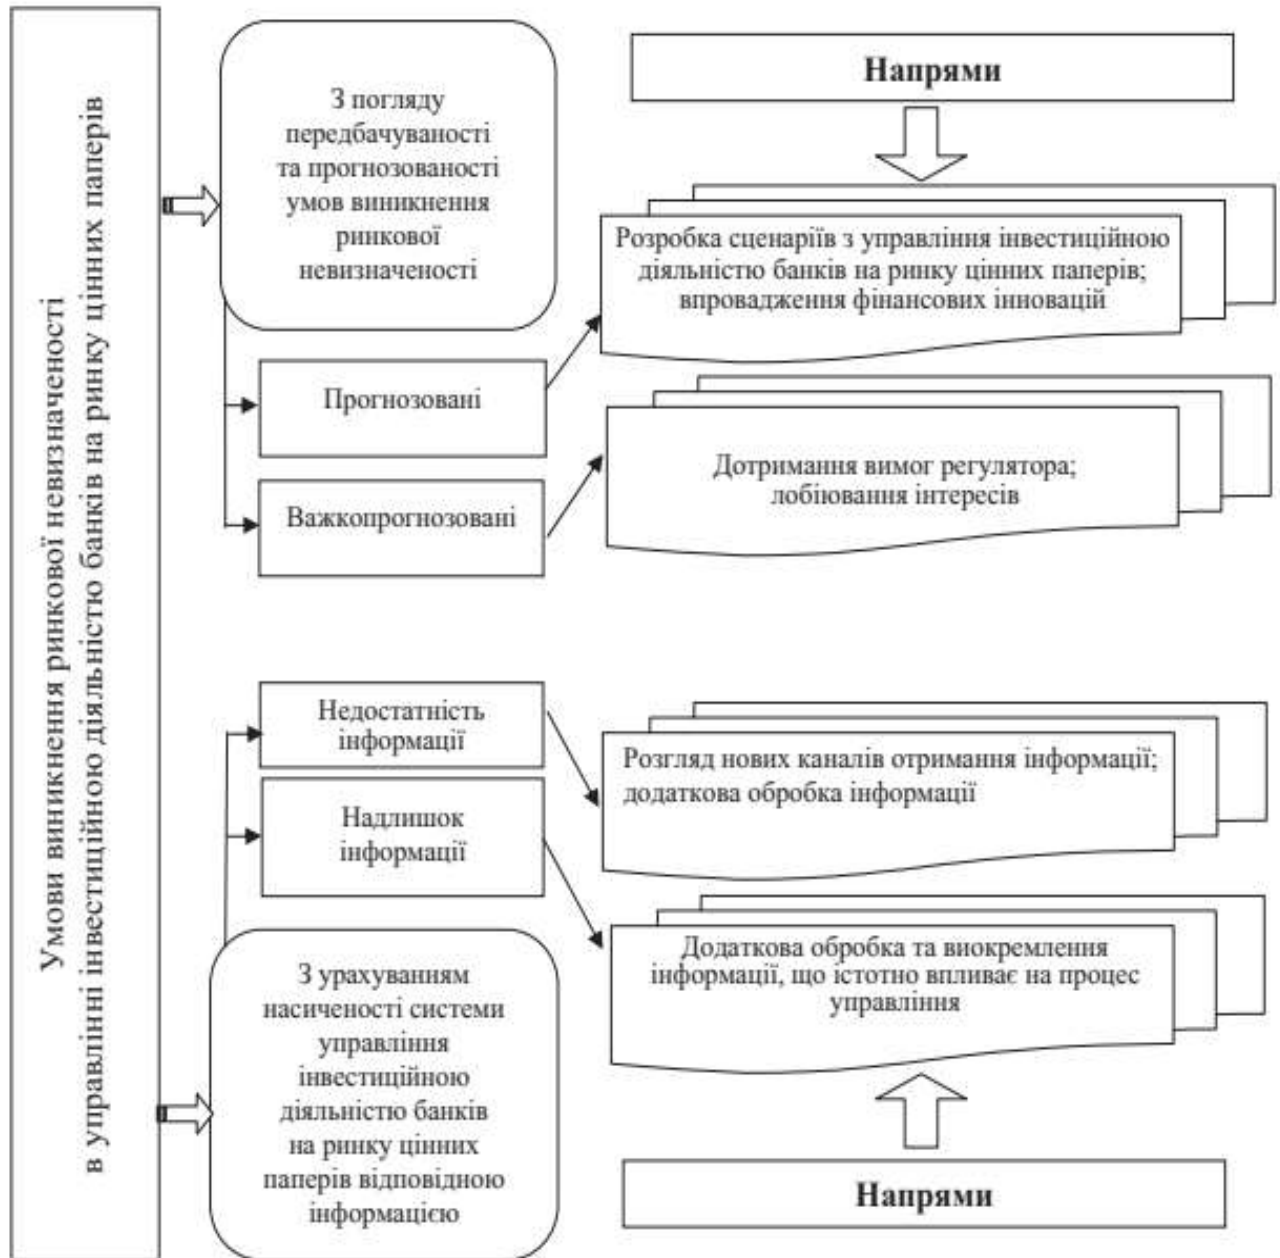 Умови виникнення ринкової невизначеності
в управлінні інвестиційною діяльністю банків на ринку цінних паперів
З погляду
передбачуваності
та прогнозованості
умов виникнення
ринкової
невизначеності
Напрями
Розробка сценаріїв з управління інвестиційною
діяльністю банків на ринку цінних паперів;
впровадження фінансових інновацій
Прогнозовані
Дотримання вимог регулятора;
лобіювання інтересів
Важкопрогнозовані
Недостатність
інформації
Розгляд нових каналів отримання інформації;
додаткова обробка інформації
Надлишок
інформації
Додаткова обробка та виокремлення
інформації, що істотно впливає на процес
управління
З урахуванням
насиченості системи
управління
інвестиційною
діяльністю банків
на ринку цінних
паперів відповідною
інформацією
Напрями